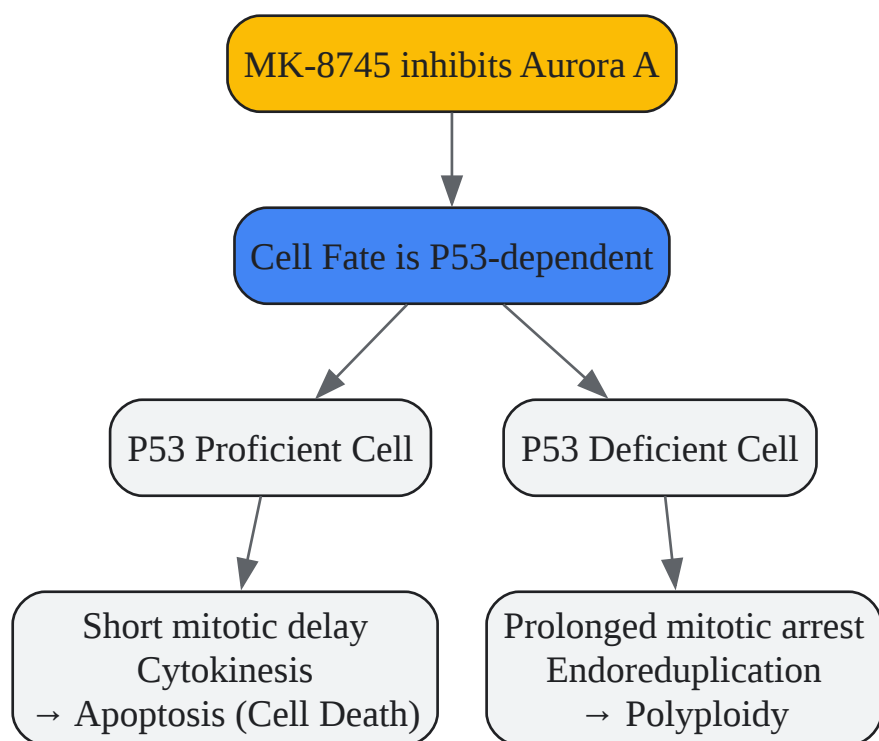 MK-8745 inhibits Aurora A
Cell Fate is P53-dependent
P53 Proficient Cell
P53 Deficient Cell
Short mitotic delay
Cytokinesis
→ Apoptosis (Cell Death)
Prolonged mitotic arrest
Endoreduplication
→ Polyploidy